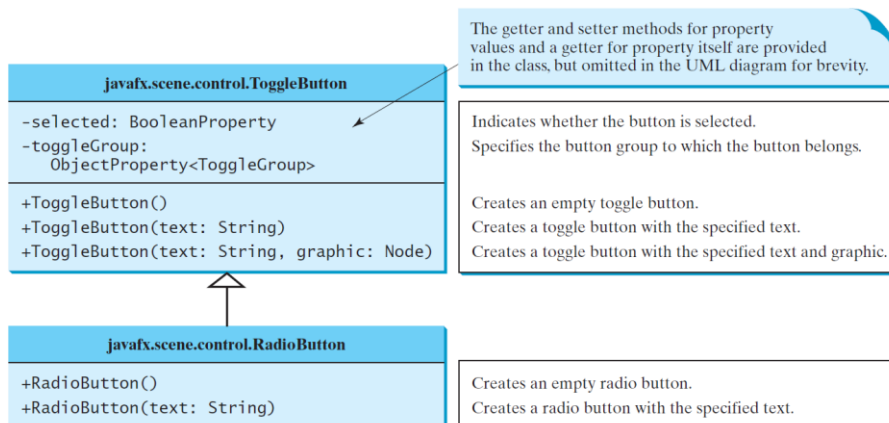 The getter and setter methods for property
values and a getter for property itself are provided
in the class, but omitted in the UML diagram for brevity.
javafx.scene.control.ToggleButton
-selected: BooleanProperty
-toggleGroup:
ObjectProperty<ToggleGroup>
Indicates whether the button is selected.
Specifies the button group to which the button belongs.
+ToggleButton()
+ToggleButton(text: String)
+ToggleButton(text: String, graphic: Node)
Creates an empty toggle button.
Creates a toggle button with the specified text.
Creates a toggle button with the specified text and graphic.
javafx.scene.control.RadioButton
+RadioButton()
+RadioButton(text: String)
Creates an empty radio button.
Creates a radio button with the specified text.